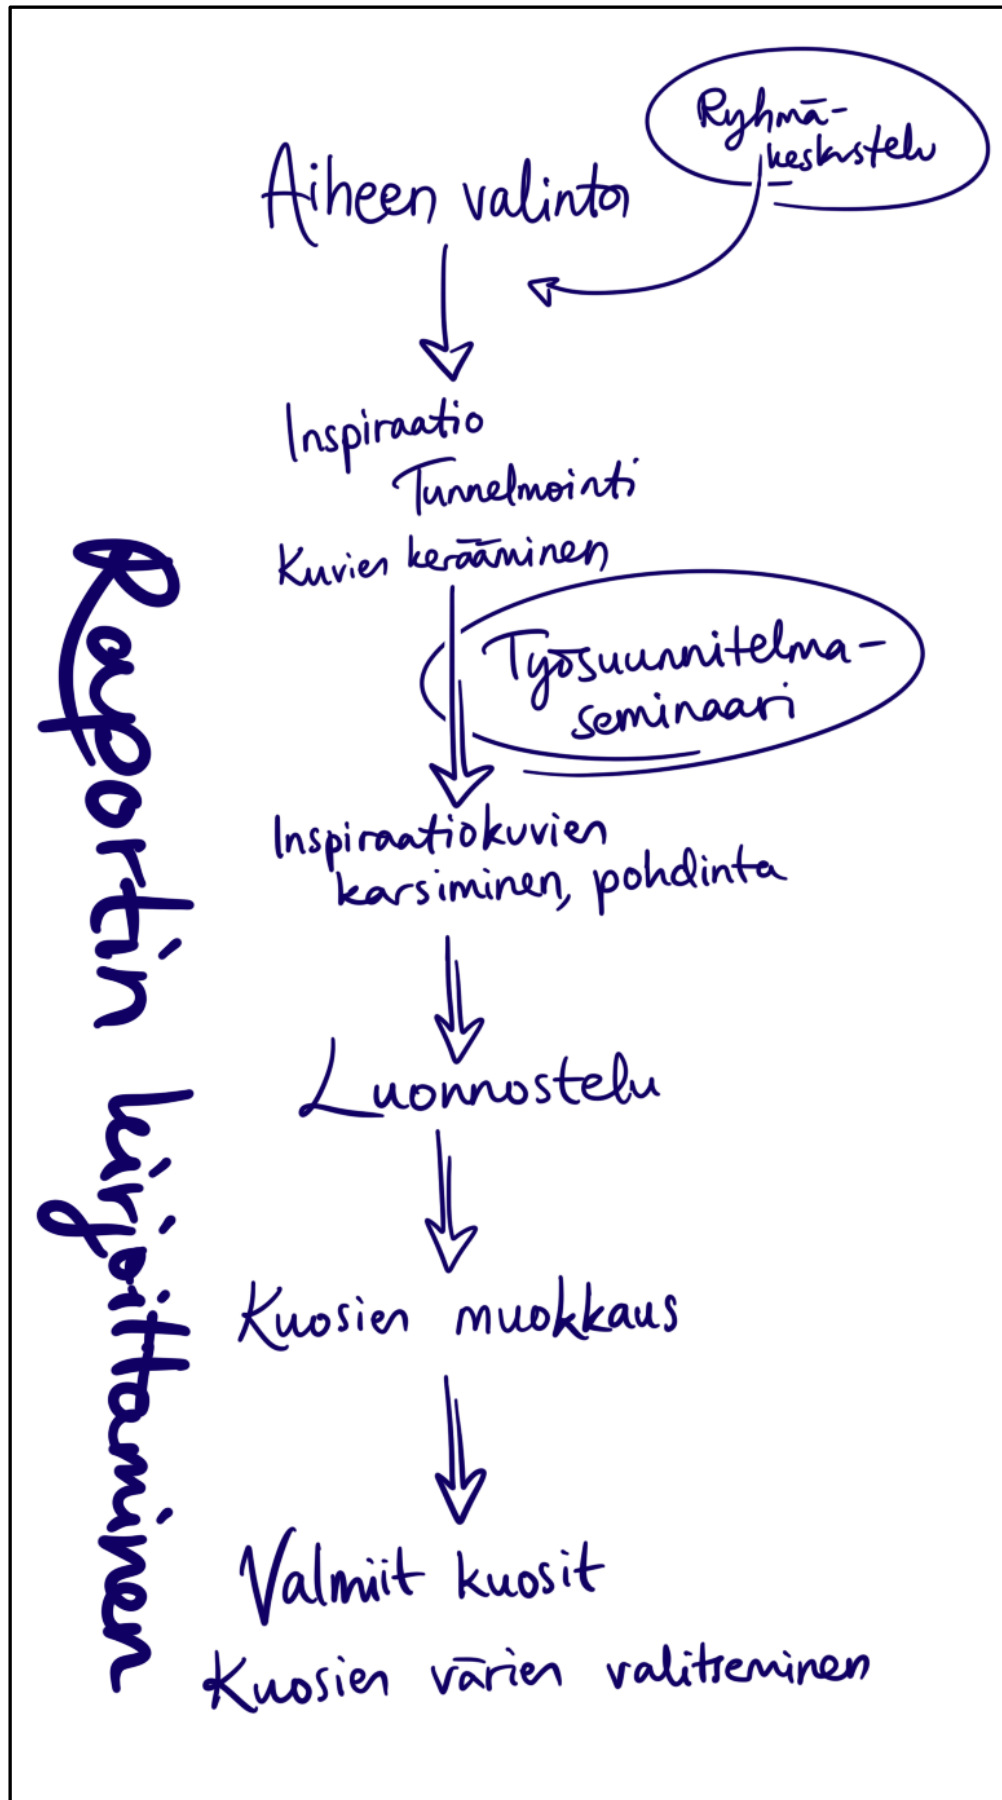 Ryhmä-
keskustelu
Aiheen valinta
Inspiraatio
Tunnelmointi
Kuvien kerääminen
Työsuunnitelma-
seminaari
Inspiraatiokuvien
karsiminen, pohdinta
Luonnostelu
Kuosien muokkaus
Valmiit kuosit
Kuosien värien valitseminen
Raportin kirjoittaminen